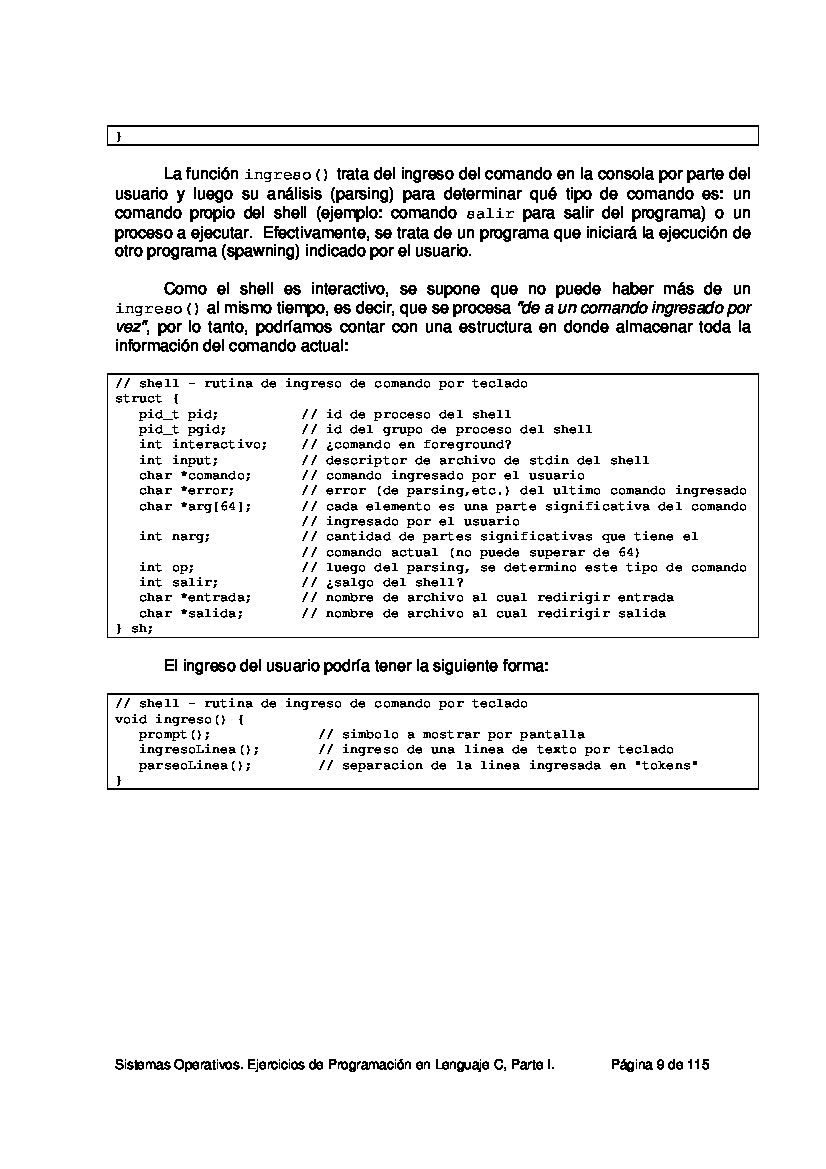 }
La función ingreso() trata del ingreso del comando en la consola por parte del
usuario y luego su análisis (parsing) para determinar qué tipo de comando es: un
comando propio del shell (ejemplo: comando salir para salir del programa) o un
proceso a ejecutar. Efectivamente, se trata de un programa que iniciará la ejecución de
otro programa (spawning) indicado por el usuario.
Como el shell es interactivo, se supone que no puede haber más de un
ingreso() al mismo tiempo, es decir, que se procesa "de a un comando ingresado por
vez", por lo tanto, podríamos contar con una estructura en donde almacenar toda la
información del comando actual:
// shell - rutina de ingreso de comando por teclado
struct {
pid_t pid; // id de proceso del shell
pid_t pgid; // id del grupo de proceso del shell
int interactivo; // ¿comando en foreground?
int input; // descriptor de archivo de stdin del shell
char *comando; // comando ingresado por el usuario
char *error; // error (de parsing,etc.) del ultimo comando ingresado
char *arg[64]; // cada elemento es una parte significativa del comando
// ingresado por el usuario
int narg; // cantidad de partes significativas que tiene el
// comando actual (no puede superar de 64)
int op; // luego del parsing, se determino este tipo de comando
int salir; // ¿salgo del shell?
char *entrada; // nombre de archivo al cual redirigir entrada
char *salida; // nombre de archivo al cual redirigir salida
} sh;
El ingreso del usuario podría tener la siguiente forma:
// shell - rutina de ingreso de comando por teclado
void ingreso() {
prompt(); // simbolo a mostrar por pantalla
ingresoLinea(); // ingreso de una linea de texto por teclado
parseoLinea(); // separacion de la linea ingresada en "tokens"
}
Sistemas Operativos. Ejercicios de Programación en Lenguaje C, Parte I. Página 9 de 115